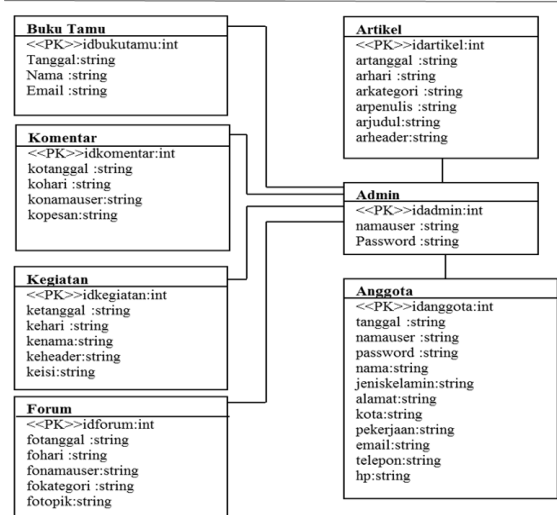 Buku Tamu
<<PK>>idbukutamu:int
Tanggal:string
Nama :string
Email :string
Komentar
<<PK>>idkomentar:int
kotanggal :string
kohari :string
konamauser:string
kopesan:string
Kegiatan
<<PK>>idkegiatan:int
ketanggal :string
kehari :string
kenama:string
keheader:string
keisi:string
Forum
<<PK>>idforum:int
fotanggal :string
fohari :string
fonamauser:string
fokategori :string
fotopik:string
Artikel
<<PK>>idartikel:int
artanggal :string
arhari :string
arkategori :string
arpenulis :string
arjudul:string
arheader:string
Admin
<<PK>>idadmin:int
namauser :string
Password :string
Anggota
<<PK>>idanggota:int
tanggal :string
namauser :string
password :string
nama:string
jeniskelamin:string
alamat:string
kota:string
pekerjaan:string
email:string
telepon:string
hp:string